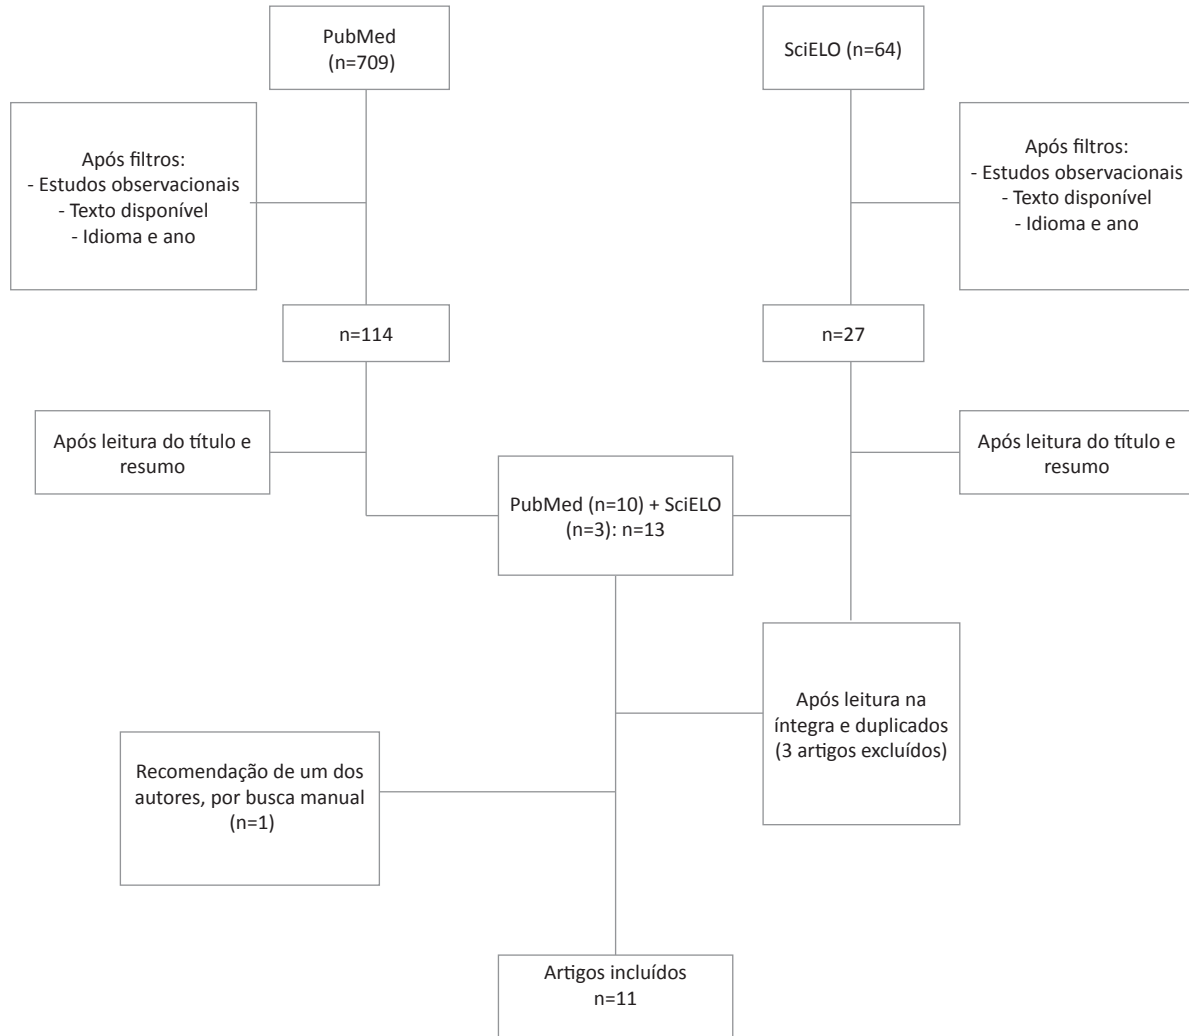 PubMed
(n=709)
SciELO (n=64)
Após filtros:
- Estudos observacionais
- Texto disponível
- Idioma e ano
Após filtros:
- Estudos observacionais
- Texto disponível
- Idioma e ano
n=114
n=27
Após leitura do título e
resumo
Após leitura do título e
resumo
PubMed (n=10) + SciELO
(n=3): n=13
Após leitura na
íntegra e duplicados
(3 artigos excluídos)
Recomendação de um dos
autores, por busca manual
(n=1)
Artigos incluídos
n=11